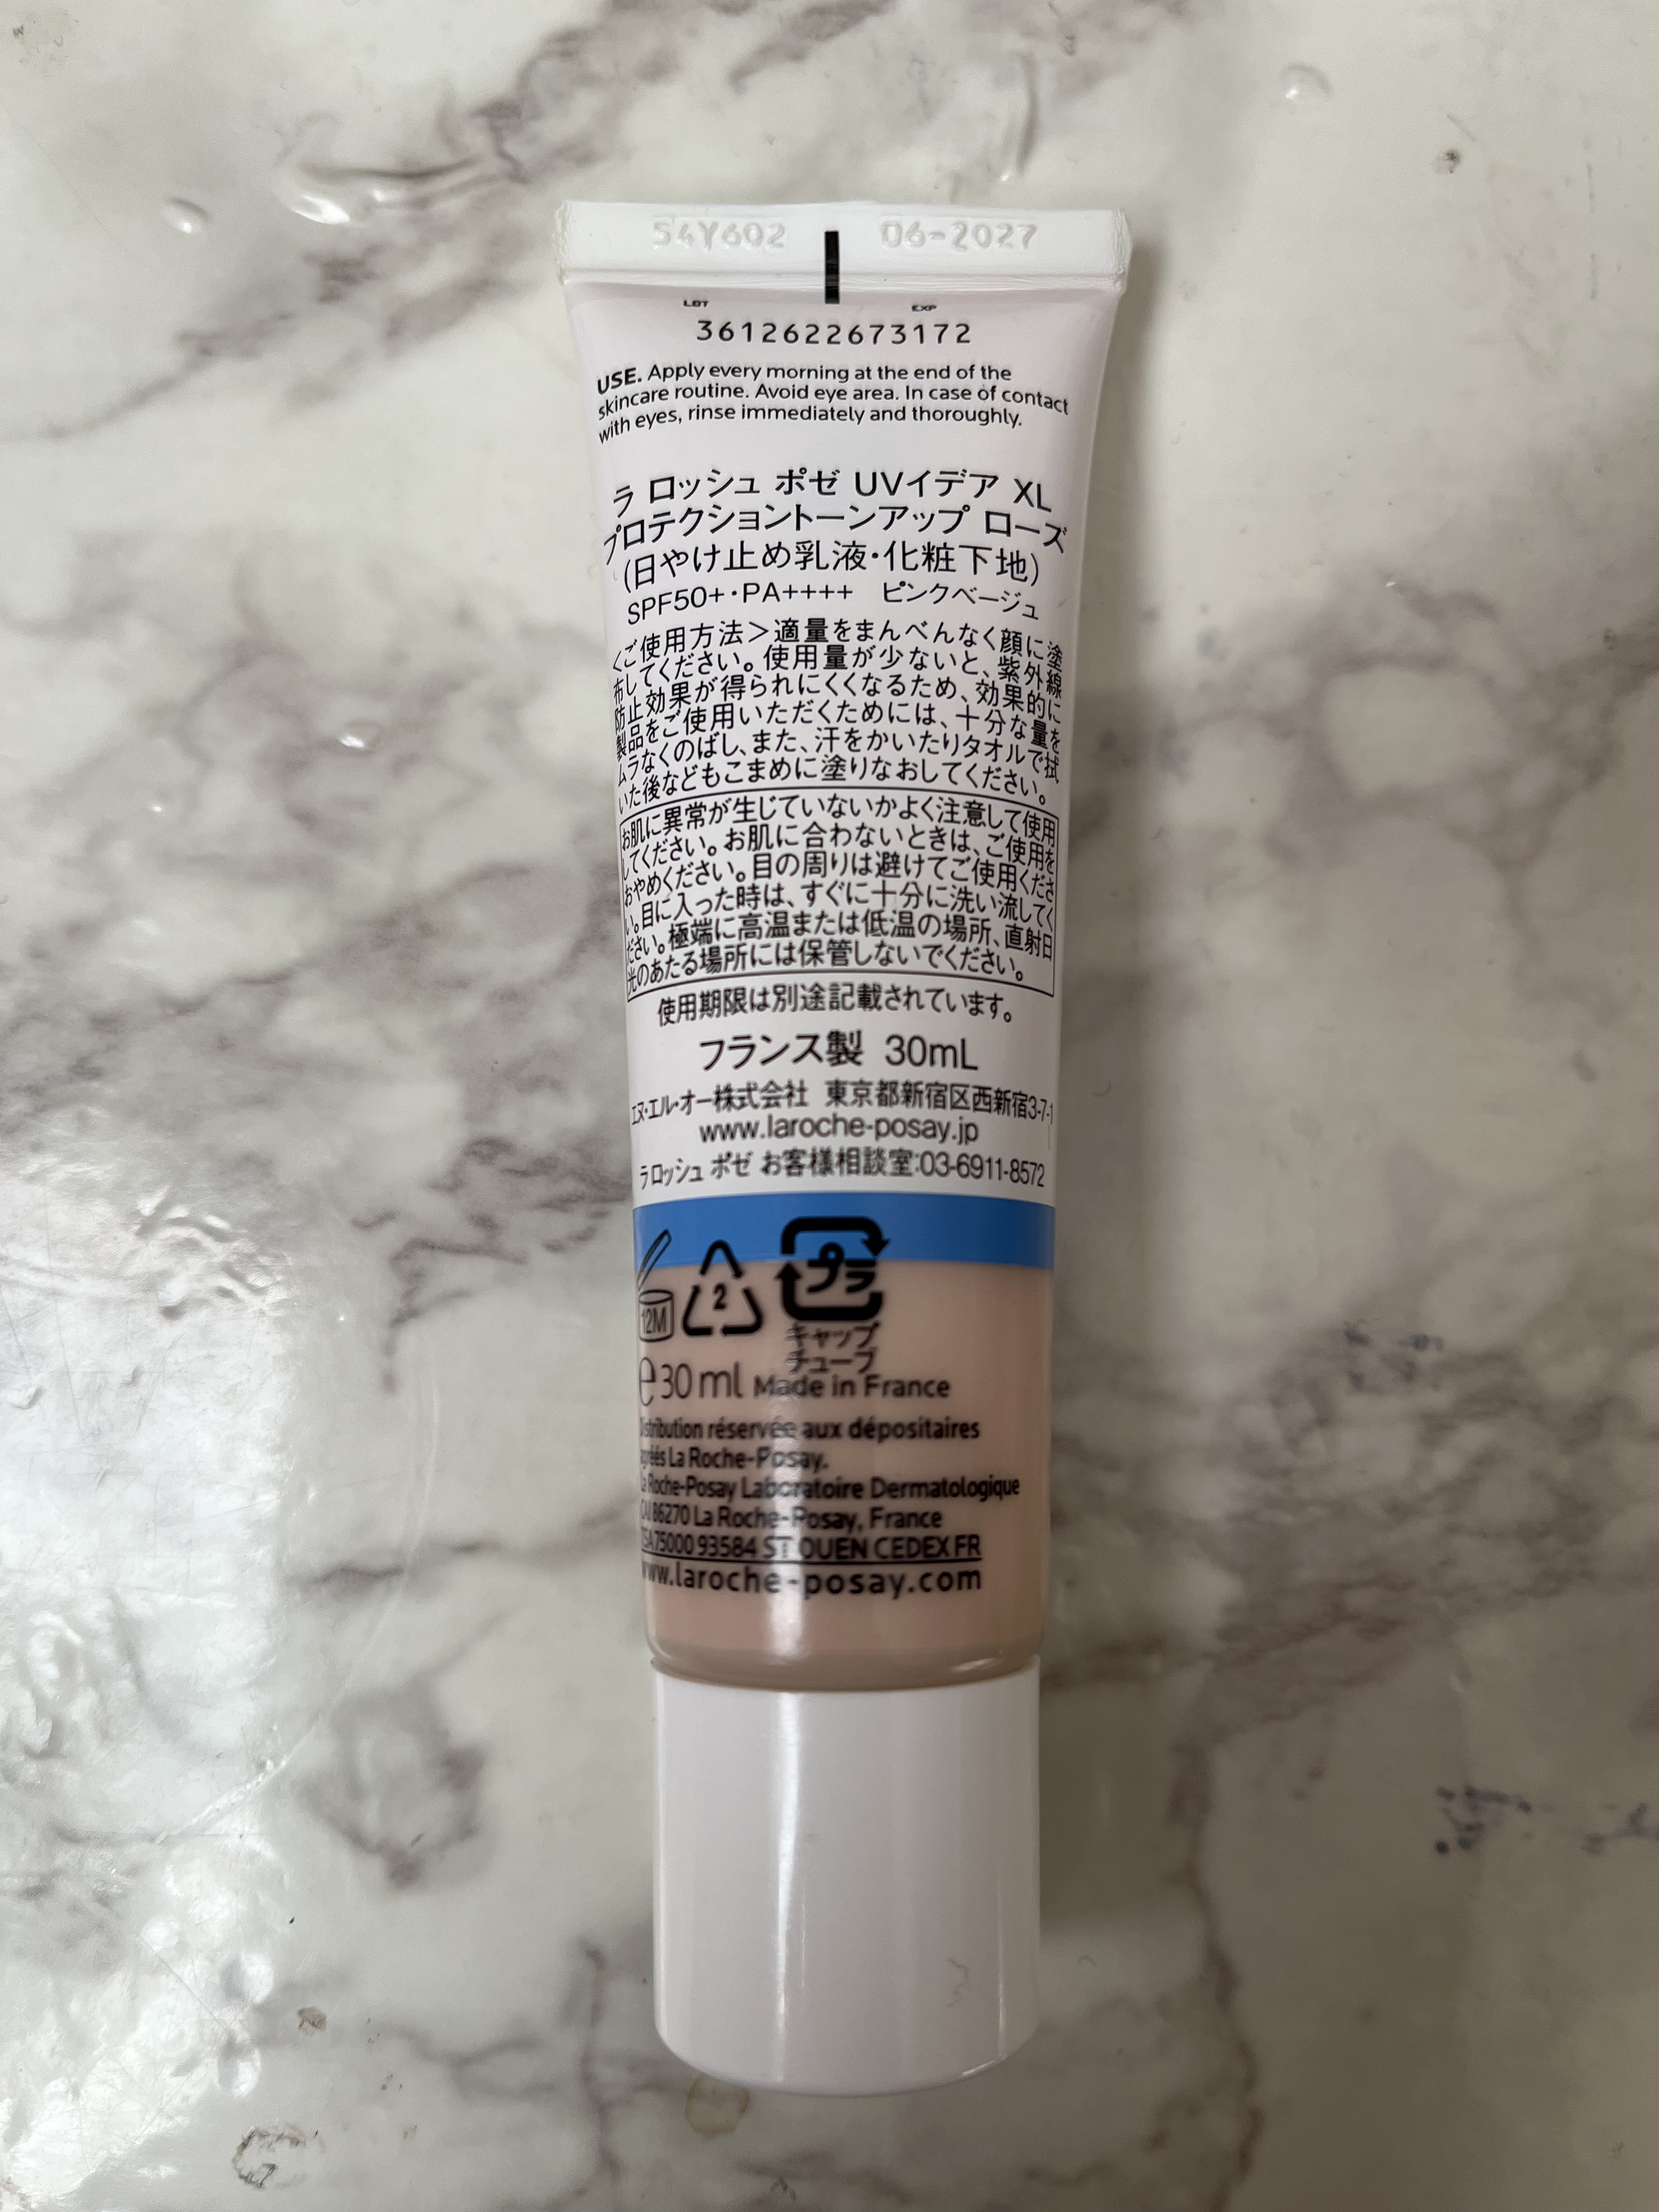 54Y602 06-2027
LOT EXP
3612622673172
USE. Apply every morning at the end of the
skincare routine. Avoid eye area. In case of contact
with eyes, rinse immediately and thoroughly.
ラ ロッシュ ポゼ UVイデア XL
プロテクショントーンアップ ローズ
(日やけ止め乳液・化粧下地)
SPF50+・PA++++ ピンクベージュ
＜ご使用方法＞適量をまんべんなく顔に塗
布してください。使用量が少ないと、紫外線
防止効果が得られにくくなるため、効果的に
製品をご使用いただくためには、十分な量を
ムラなくのばし、また、汗をかいたりタオルで拭
いた後などもこまめに塗りなおしてください。
お肌に異常が生じていないかよく注意して使用
してください。お肌に合わないときは、ご使用を
おやめください。目の周りは避けてご使用くださ
い。目に入った時は、すぐに十分に洗い流してく
ださい。極端に高温または低温の場所、直射日
光のあたる場所には保管しないでください。
使用期限は別途記載されています。
フランス製 30mL
エヌ・エル・オー株式会社 東京都新宿区西新宿3-7-1
www.laroche-posay.jp
ラ ロッシュ ポゼ お客様相談室:03-6911-8572
12M 2 プラ
キャップ
チューブ
e30 ml Made in France
Distribution réservée aux dépositaires
agréés La Roche-Posay.
La Roche-Posay Laboratoire Dermatologique
CAI 86270 La Roche-Posay, France
TSA 75000 93584 ST OUEN CEDEX FR
www.laroche-posay.com